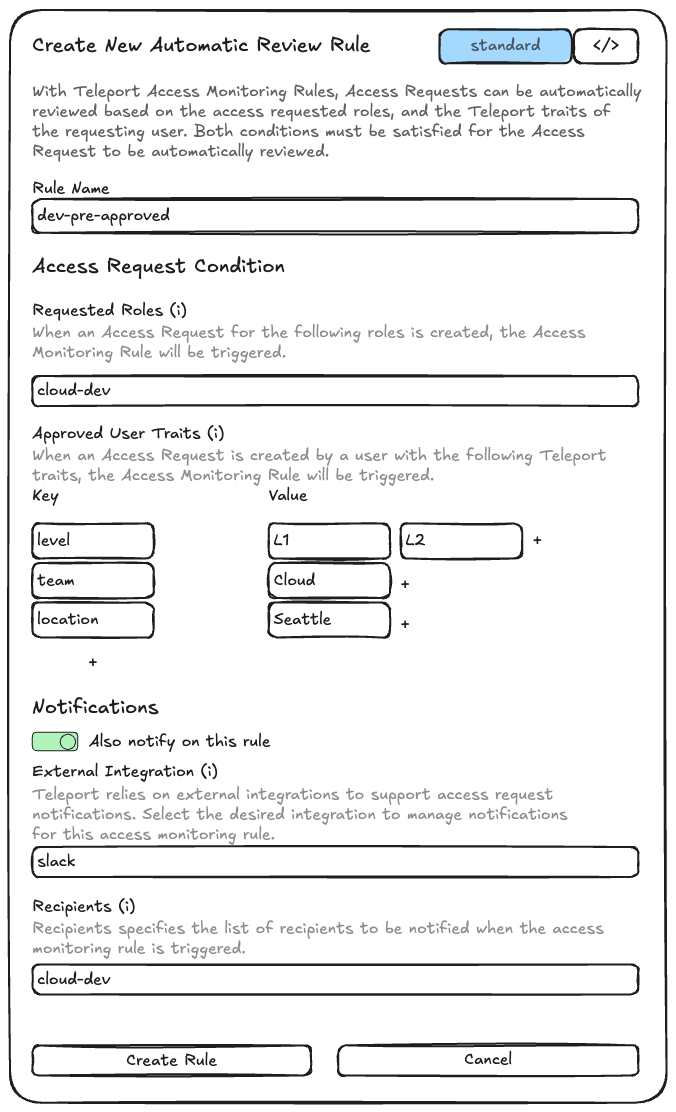 Create New Automatic Review Rule
standard
</>
With Teleport Access Monitoring Rules, Access Requests can be automatically
reviewed based on the access requested roles, and the Teleport traits of
the requesting user. Both conditions must be satisfied for the Access
Request to be automatically reviewed.
Rule Name
dev-pre-approved
Access Request Condition
Requested Roles (i)
When an Access Request for the following roles is created, the Access
Monitoring Rule will be triggered.
cloud-dev
Approved User Traits (i)
When an Access Request is created by a user with the following Teleport
traits, the Access Monitoring Rule will be triggered.
Key Value
level L1 L2 +
team Cloud +
location Seattle +
+
Notifications
Also notify on this rule
External Integration (i)
Teleport relies on external integrations to support access request
notifications. Select the desired integration to manage notifications
for this access monitoring rule.
slack
Recipients (i)
Recipients specifies the list of recipients to be notified when the access
monitoring rule is triggered.
cloud-dev
Create Rule Cancel